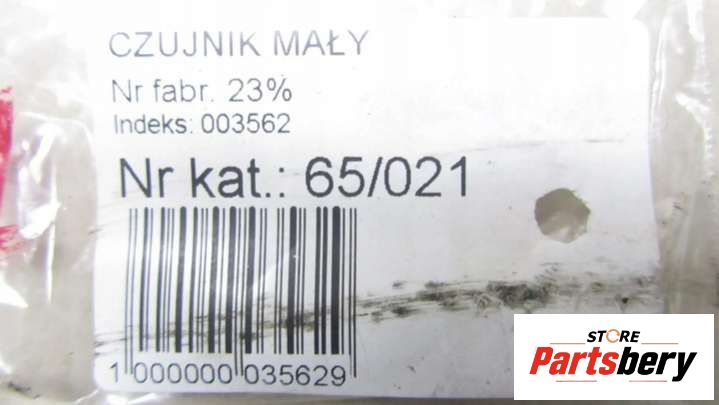 CZUJNIK MAŁY
Nr fabr. 23%
Indeks: 003562
Nr kat.: 65/021
1 000000 035629
STORE
Partsbery